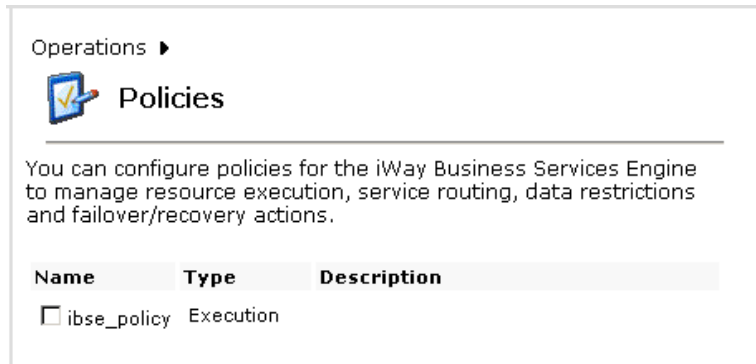 Operations
Policies
You can configure policies for the iWay Business Services Engine
to manage resource execution, service routing, data restrictions
and failover/recovery actions.
Name Type Description
ibse_policy Execution